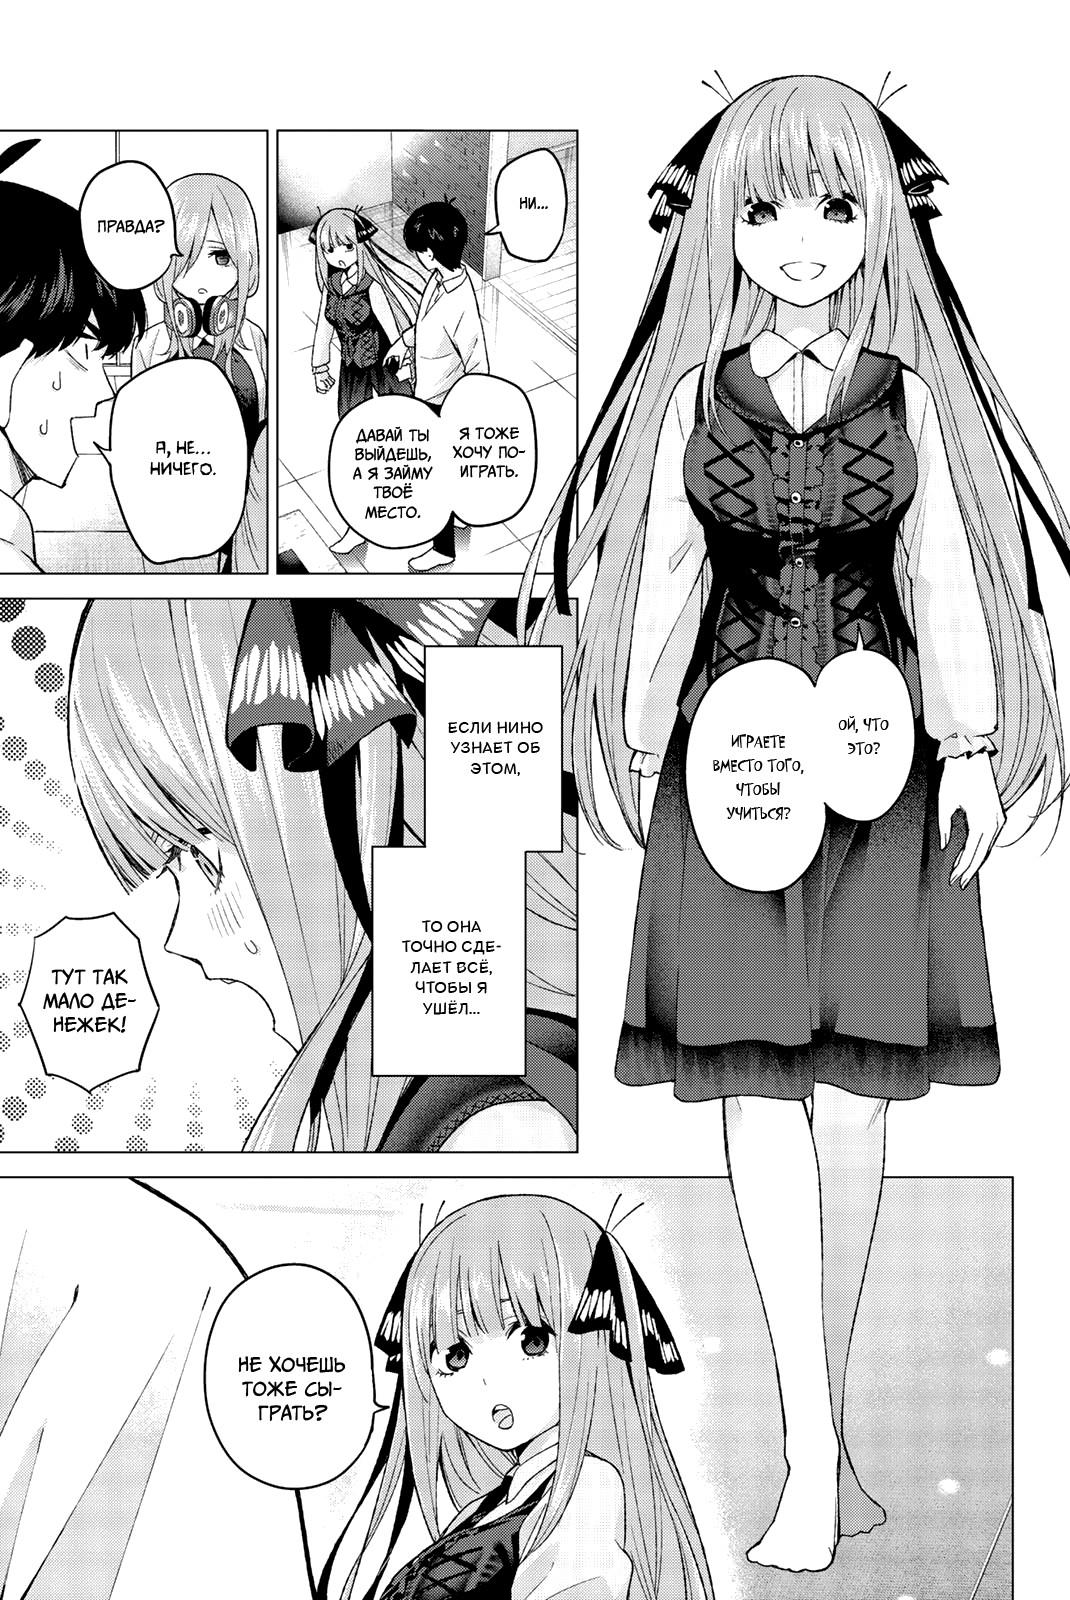 ОЙ, ЧТО
ЭТО?
ИГРАЕТЕ
ВМЕСТО ТОГО,
ЧТОБЫ
УЧИТЬСЯ?
НИ...
Я ТОЖЕ
ХОЧУ ПО-
ИГРАТЬ.
ДАВАЙ ТЫ
ВЫЙДЕШЬ,
А Я ЗАЙМУ
ТВОЁ
МЕСТО.
ПРАВДА?
А, НЕ...
НИЧЕГО.
ЕСЛИ НИНО
УЗНАЕТ ОБ
ЭТОМ,
ТО ОНА
ТОЧНО СДЕ-
ЛАЕТ ВСЁ,
ЧТОБЫ Я
УШЁЛ...
ТУТ ТАК
МАЛО ДЕ-
НЕЖЕК!
НЕ ХОЧЕШЬ
ТОЖЕ СЫ-
ГРАТЬ?